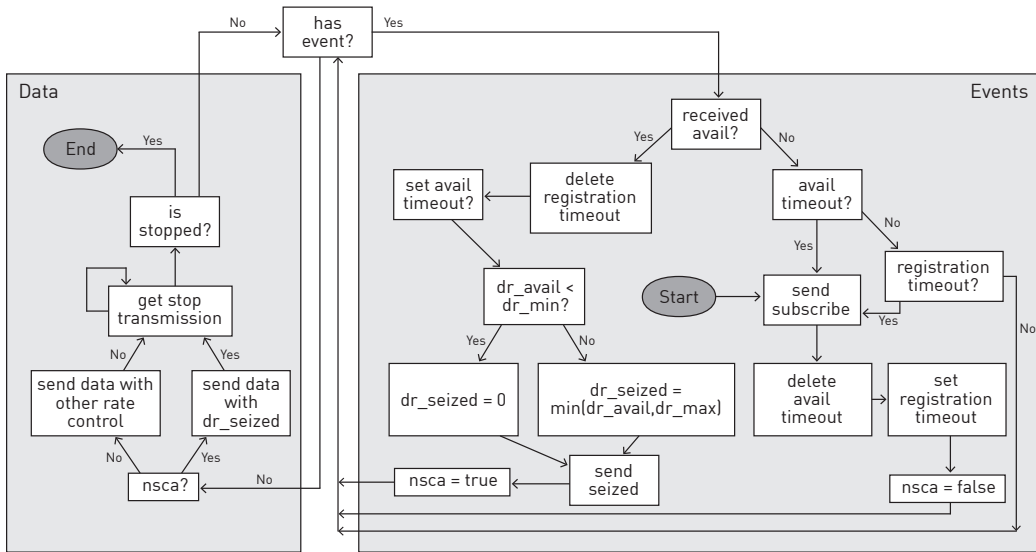 No
has
event?
Yes
Data
Events
End
Yes
received
avail?
Yes
No
set avail
timeout?
delete
registration
timeout
avail
timeout?
is
stopped?
No
Yes
registration
timeout?
dr_avail <
dr_min?
Start
send
subscribe
Yes
No
get stop
transmission
Yes
No
No
Yes
send data with
other rate
control
send data
with
dr_seized
dr_seized = 0
dr_seized =
min(dr_avail,dr_max)
delete
avail
timeout
set
registration
timeout
No
Yes
nsca?
No
nsca = true
send
seized
nsca = false